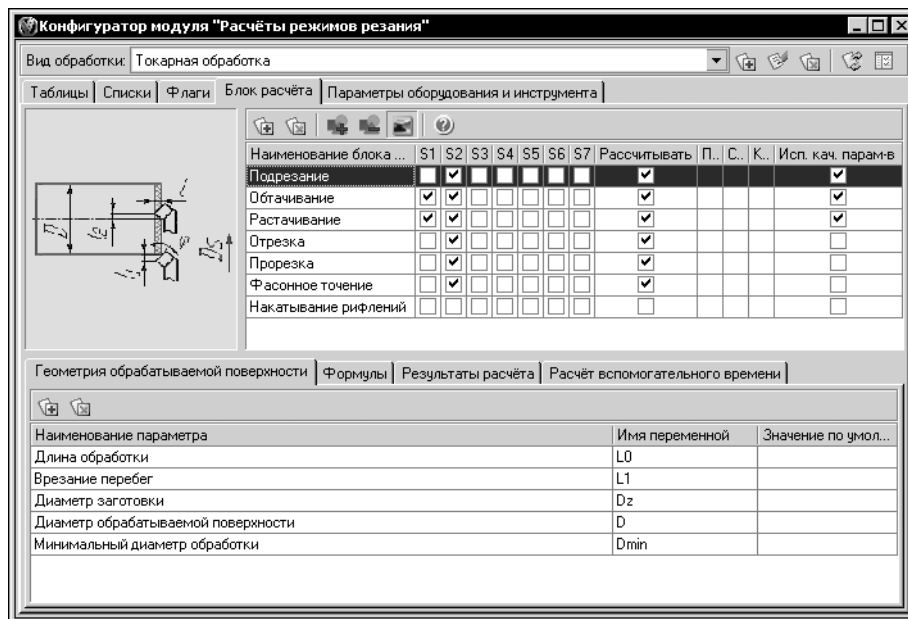 Конфигуратор модуля "Расчёты режимов резания"
Вид обработки: Токарная обработка
Таблицы Списки Флаги Блок расчёта Параметры оборудования и инструмента
Наименование блока ... S1 S2 S3 S4 S5 S6 S7 Рассчитывать П.. С.. К.. Исп. кач. парам-в
Подрезание
Обтачивание
Растачивание
Отрезка
Прорезка
Фасонное точение
Накатывание рифлений
Геометрия обрабатываемой поверхности Формулы Результаты расчёта Расчёт вспомогательного времени
Наименование параметра Имя переменной Значение по умол...
Длина обработки L0
Врезание перебег L1
Диаметр заготовки Dz
Диаметр обрабатываемой поверхности D
Минимальный диаметр обработки Dmin